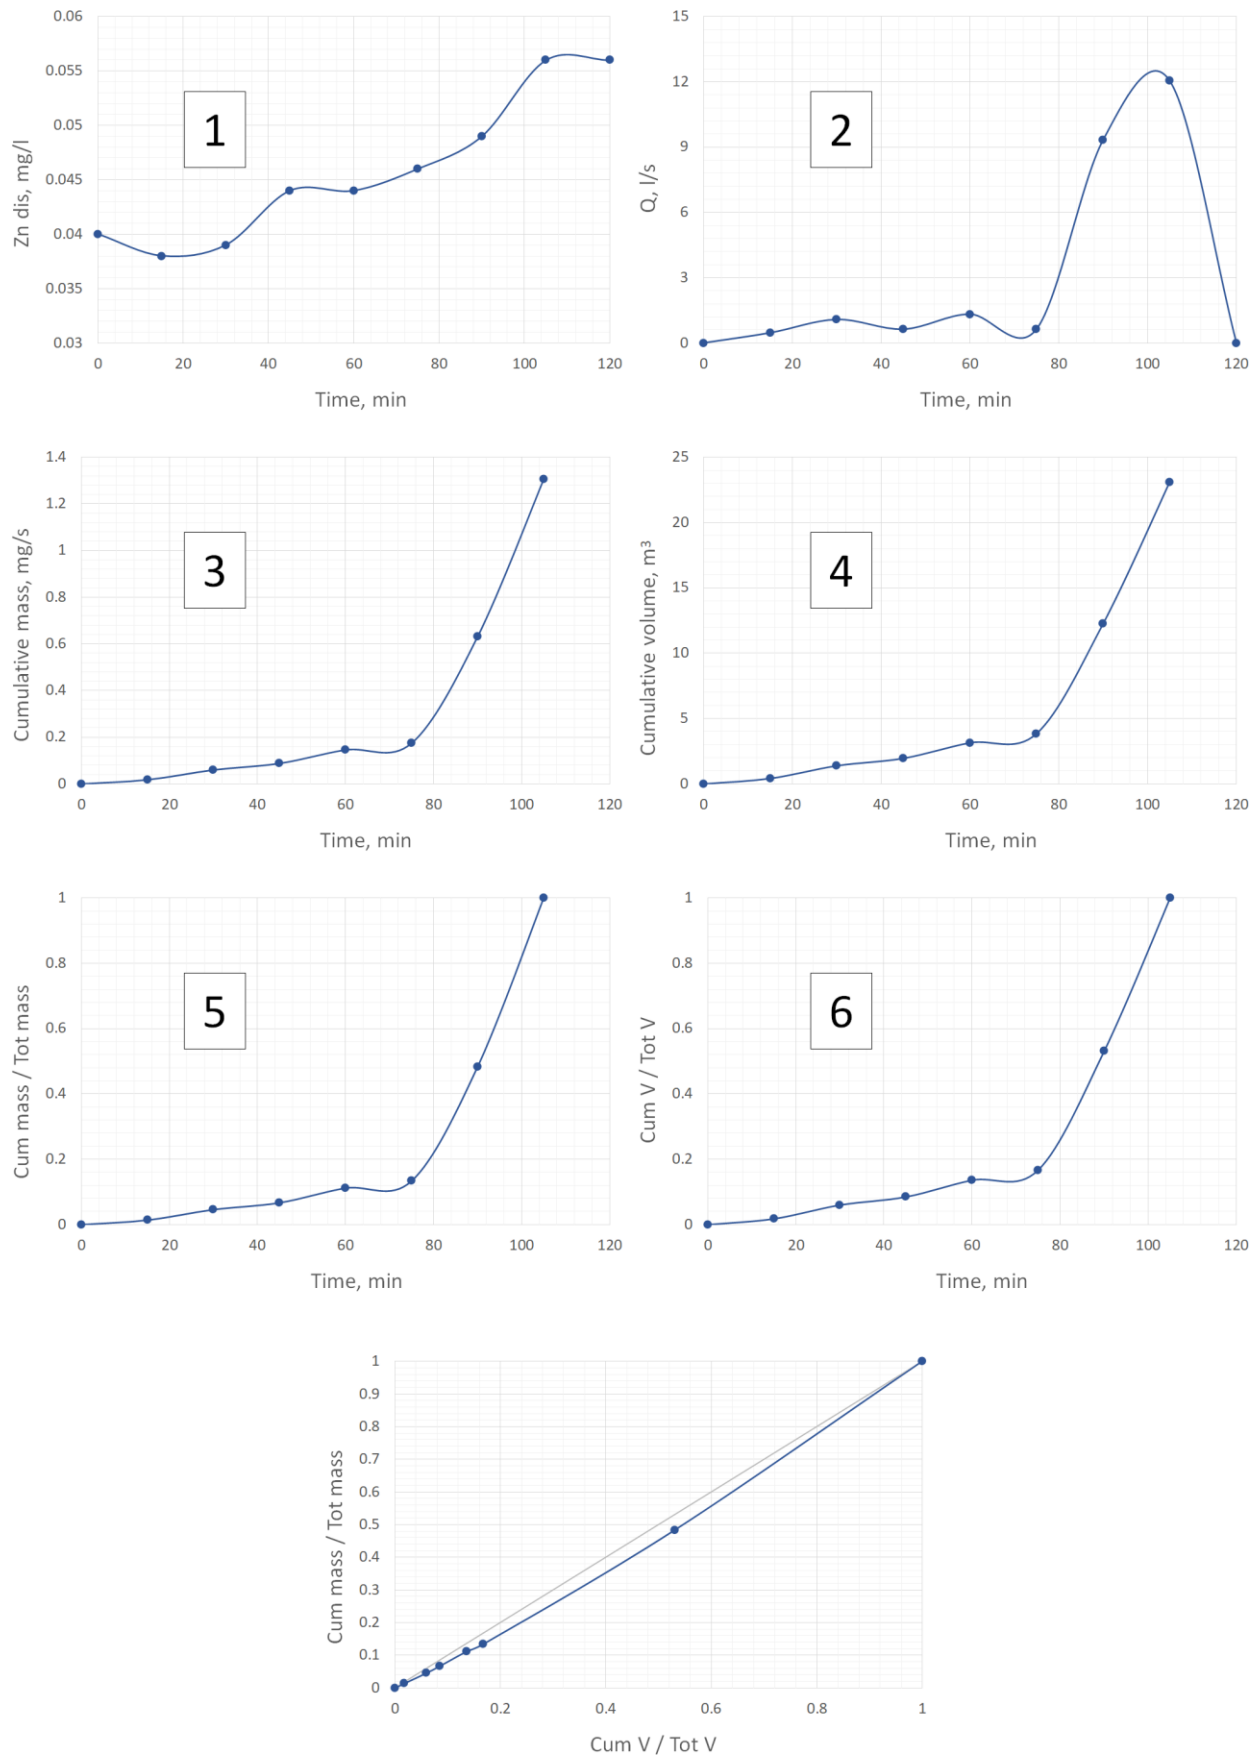 0.06
0.055
0.05
0.045
0.04
0.035
0.03
Zn dis, mg/l
1
0 20 40 60 80 100 120
Time, min
15
12
9
6
3
0
Q, l/s
2
0 20 40 60 80 100 120
Time, min
1.4
1.2
1
0.8
0.6
0.4
0.2
0
Cumulative mass, mg/s
3
0 20 40 60 80 100 120
Time, min
25
20
15
10
5
0
Cumulative volume, m³
4
0 20 40 60 80 100 120
Time, min
1
0.8
0.6
0.4
0.2
0
Cum mass / Tot mass
5
0 20 40 60 80 100 120
Time, min
1
0.8
0.6
0.4
0.2
0
Cum V / Tot V
6
0 20 40 60 80 100 120
Time, min
1
0.9
0.8
0.7
0.6
0.5
0.4
0.3
0.2
0.1
0
Cum mass / Tot mass
0 0.2 0.4 0.6 0.8 1
Cum V / Tot V